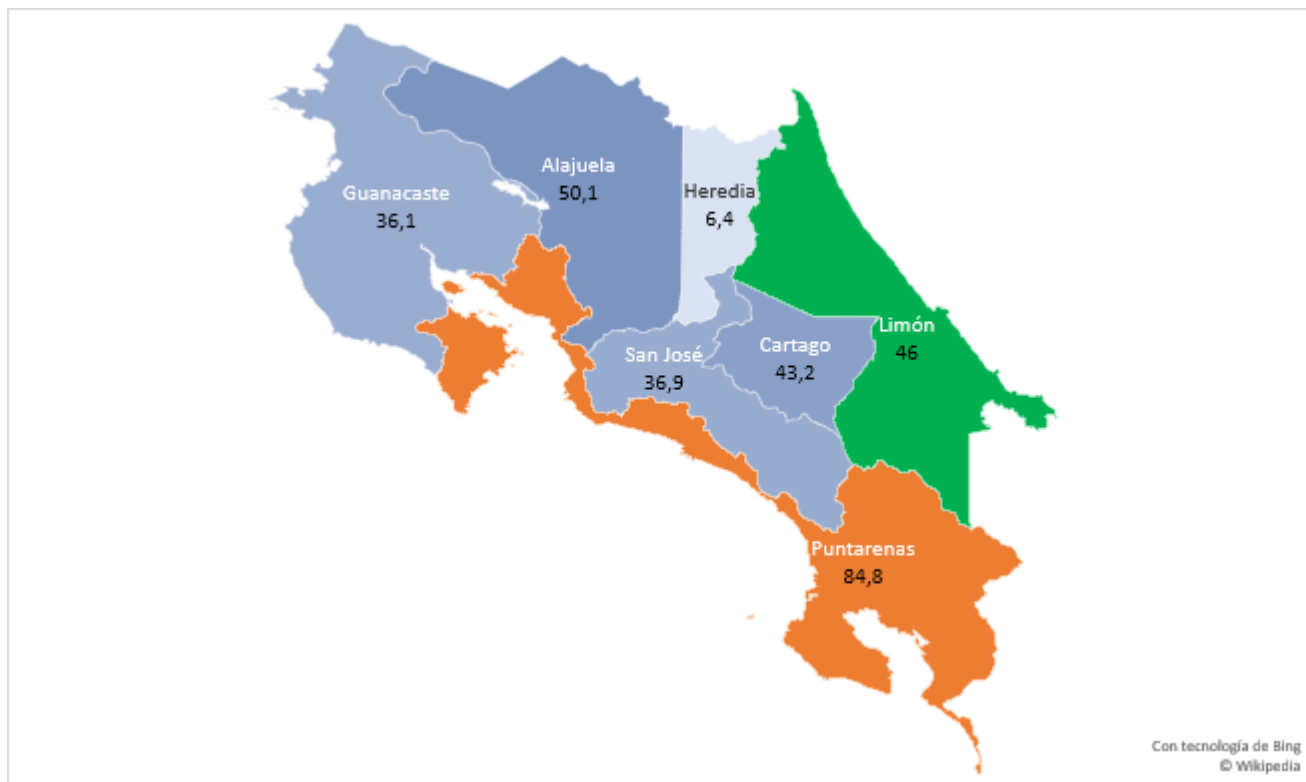 Alajuela
50,1
Heredia
6,4
Guanacaste
36,1
Limón
46
Cartago
43,2
San José
36,9
Puntarenas
84,8
Con tecnología de Bing
© Wikipedia